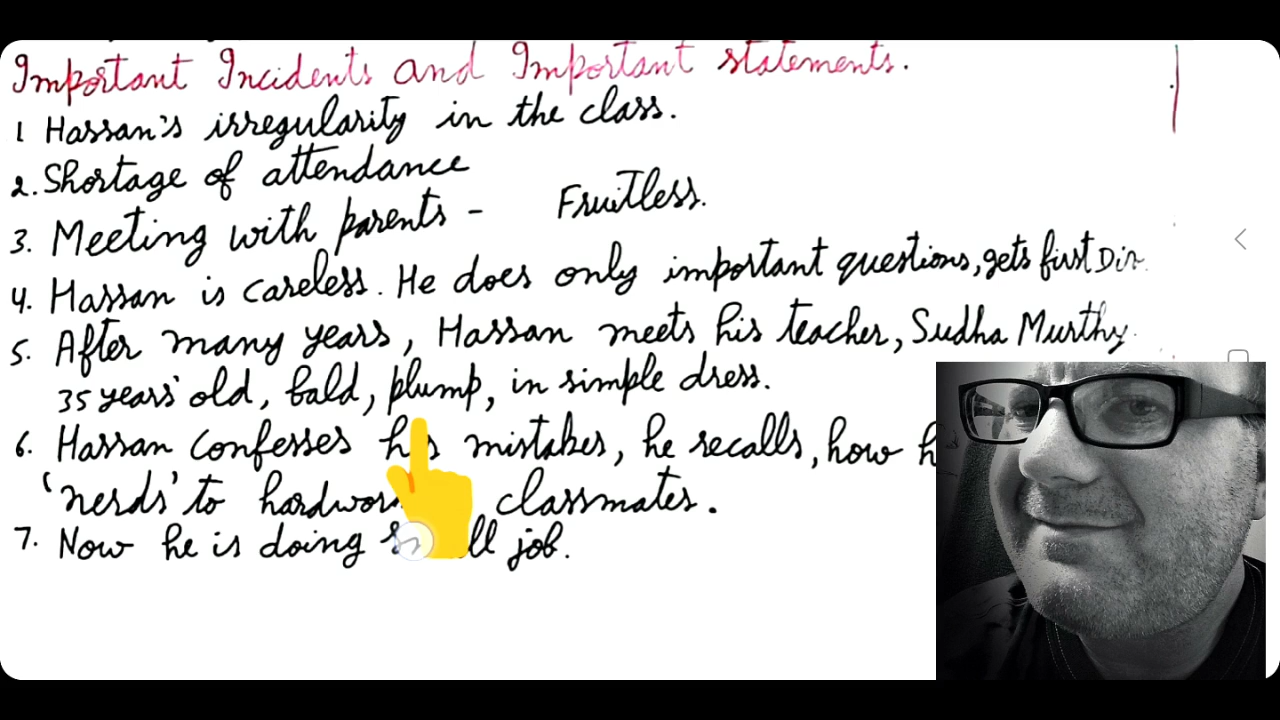 Important Incidents and Important statements.
1 Hassan's irregularity in the class.
2. Shortage of attendance
3. Meeting with parents - Fruitless.
4. Hassan is careless. He does only important questions, gets first Div.
5. After many years, Hassan meets his teacher, Sudha Murthy.
35 years' old, bald, plump, in simple dress.
6. Hassan confesses his mistakes, he recalls, how
'nerds' to classmates.
7. Now he is doing job.